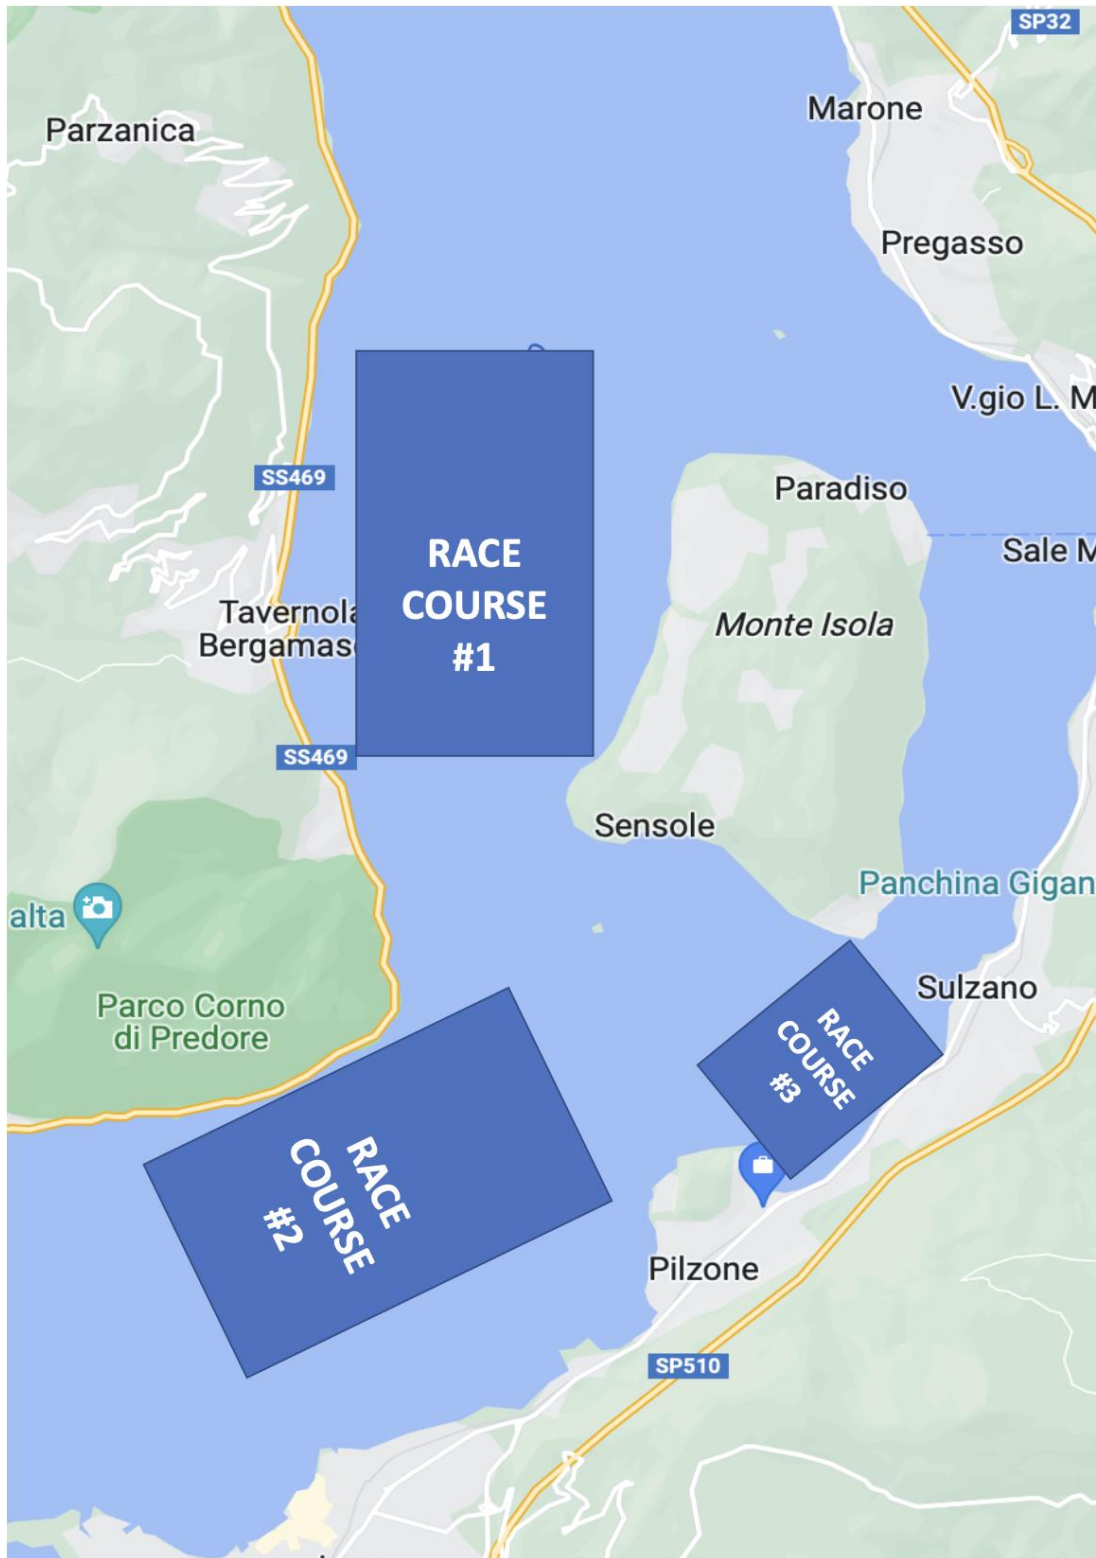 SP32
Marone
Parzanica
Pregasso
V.gio L. M
SS469
Paradiso
RACE
COURSE
#1
Sale M
Tavernola
Bergamas
Monte Isola
SS469
Sensole
Panchina Gigan
alta
Sulzano
Parco Corno
di Predore
RACE
COURSE
#3
RACE
COURSE
#2
Pilzone
SP510